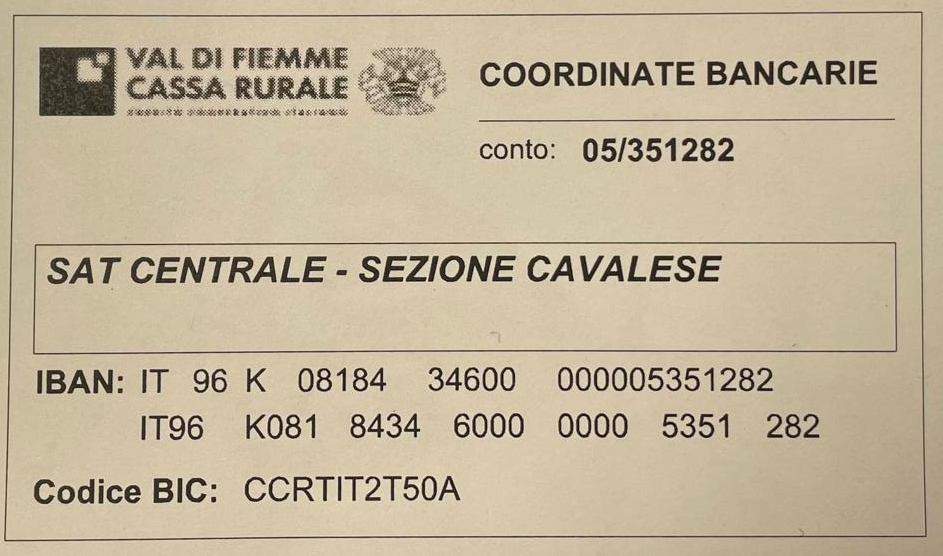 VAL DI FIEMME
CASSA RURALE
COORDINATE BANCARIE
conto: 05/351282
SAT CENTRALE - SEZIONE CAVALESE
IBAN: IT 96 K 08184 34600 000005351282
IT96 K081 8434 6000 0000 5351 282
Codice BIC: CCRTIT2T50A